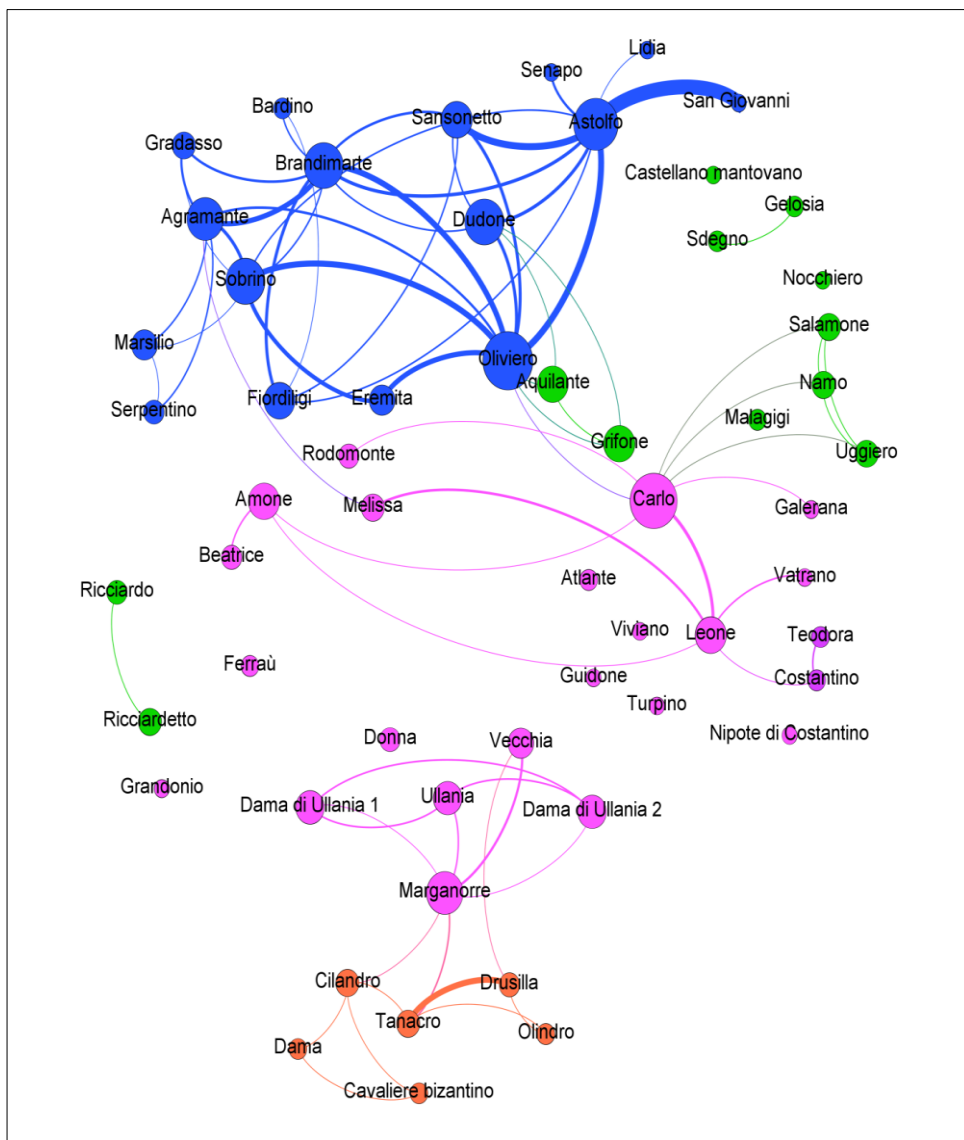 Lidia
Senapo
San Giovanni
Bardino
Sansonetto
Astolfo
Gradasso
Brandimarte
Castellano mantovano
Gelosia
Agramante
Dudone
Sdegno
Sobrino
Nocchiero
Salamone
Marsilio
Oliviero
Aquilante
Namo
Serpentino
Fiordiligi
Eremita
Malagigi
Grifone
Uggiero
Rodomonte
Amone
Melissa
Carlo
Galerana
Beatrice
Ricciardo
Atlante
Vatrano
Viviano
Leone
Teodora
Ferraù
Guidone
Costantino
Turpino
Ricciardetto
Donna
Vecchia
Nipote di Costantino
Grandonio
Dama di Ullania 1
Ullania
Dama di Ullania 2
Marganorre
Cilandro
Drusilla
Tanacro
Olindro
Dama
Cavaliere bizantino